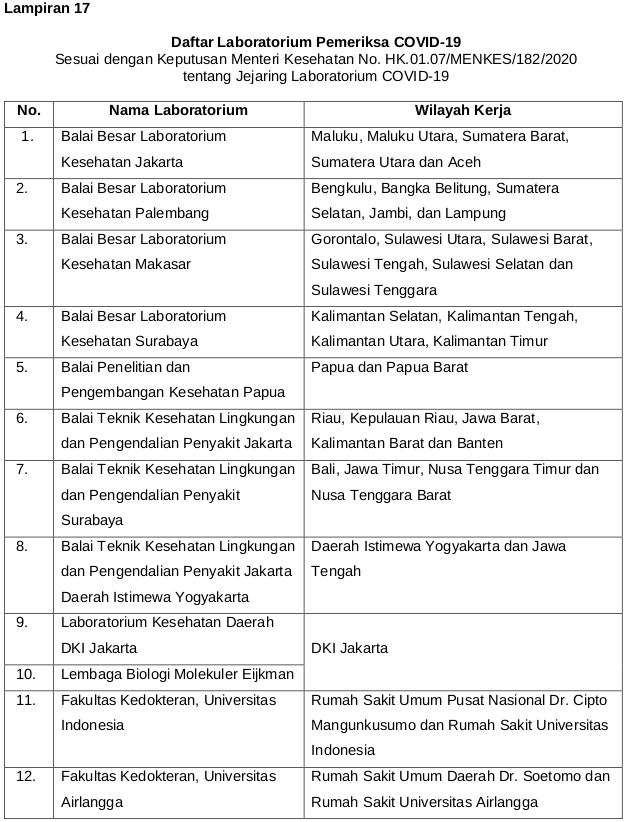 Lampiran 17
Daftar Laboratorium Pemeriksa COVID-19
Sesuai dengan Keputusan Menteri Kesehatan No. HK.01.07/MENKES/182/2020
tentang Jejaring Laboratorium COVID-19
No. Nama Laboratorium Wilayah Kerja
1. Balai Besar Laboratorium Maluku, Maluku Utara, Sumatera Barat,
Kesehatan Jakarta Sumatera Utara dan Aceh
2. Balai Besar Laboratorium Bengkulu, Bangka Belitung, Sumatera
Kesehatan Palembang Selatan, Jambi, dan Lampung
3. Balai Besar Laboratorium Gorontalo, Sulawesi Utara, Sulawesi Barat,
Kesehatan Makasar Sulawesi Tengah, Sulawesi Selatan dan
Sulawesi Tenggara
4. Balai Besar Laboratorium Kalimantan Selatan, Kalimantan Tengah,
Kesehatan Surabaya Kalimantan Utara, Kalimantan Timur
5. Balai Penelitian dan Papua dan Papua Barat
Pengembangan Kesehatan Papua
6. Balai Teknik Kesehatan Lingkungan Riau, Kepulauan Riau, Jawa Barat,
dan Pengendalian Penyakit Jakarta Kalimantan Barat dan Banten
7. Balai Teknik Kesehatan Lingkungan Bali, Jawa Timur, Nusa Tenggara Timur dan
dan Pengendalian Penyakit Nusa Tenggara Barat
Surabaya
8. Balai Teknik Kesehatan Lingkungan Daerah Istimewa Yogyakarta dan Jawa
dan Pengendalian Penyakit Jakarta Tengah
Daerah Istimewa Yogyakarta
9. Laboratorium Kesehatan Daerah
DKI Jakarta DKI Jakarta
10. Lembaga Biologi Molekuler Eijkman
11. Fakultas Kedokteran, Universitas Rumah Sakit Umum Pusat Nasional Dr. Cipto
Indonesia Mangunkusumo dan Rumah Sakit Universitas
Indonesia
12. Fakultas Kedokteran, Universitas Rumah Sakit Umum Daerah Dr. Soetomo dan
Airlangga Rumah Sakit Universitas Airlangga